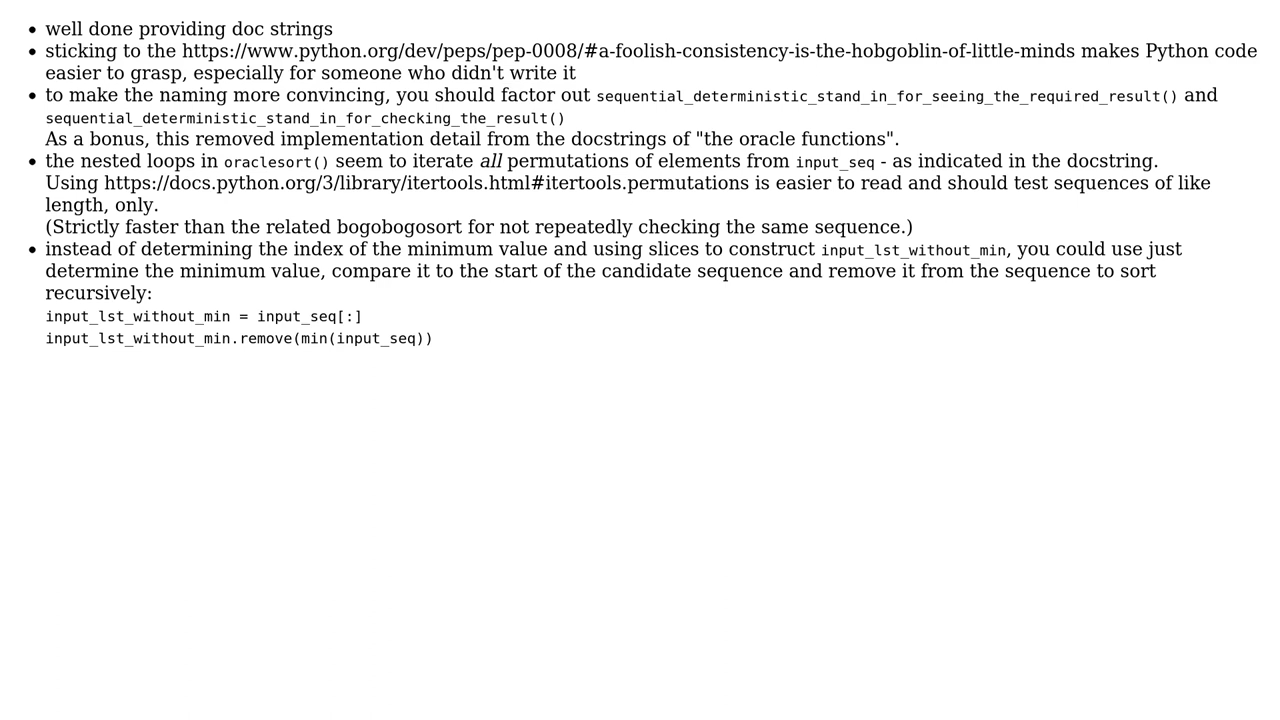 • well done providing doc strings
• sticking to the https://www.python.org/dev/peps/pep-0008/#a-foolish-consistency-is-the-hobgoblin-of-little-minds makes Python code
easier to grasp, especially for someone who didn't write it
• to make the naming more convincing, you should factor out sequential_deterministic_stand_in_for_seeing_the_required_result() and
sequential_deterministic_stand_in_for_checking_the_result()
As a bonus, this removed implementation detail from the docstrings of "the oracle functions".
• the nested loops in oraclesort() seem to iterate all permutations of elements from input_seq - as indicated in the docstring.
Using https://docs.python.org/3/library/itertools.html#itertools.permutations is easier to read and should test sequences of like
length, only.
(Strictly faster than the related bogobogosort for not repeatedly checking the same sequence.)
• instead of determining the index of the minimum value and using slices to construct input_lst_without_min, you could use just
determine the minimum value, compare it to the start of the candidate sequence and remove it from the sequence to sort
recursively:
input_lst_without_min = input_seq[:]
input_lst_without_min.remove(min(input_seq))